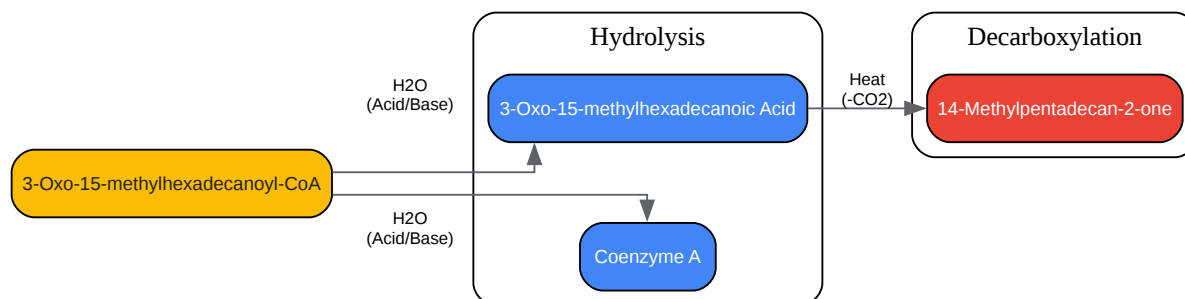 Hydrolysis
Decarboxylation
H2O
(Acid/Base)
3-Oxo-15-methylhexadecanoic Acid
Heat
(-CO2)
14-Methylpentadecan-2-one
3-Oxo-15-methylhexadecanoyl-CoA
H2O
(Acid/Base)
Coenzyme A